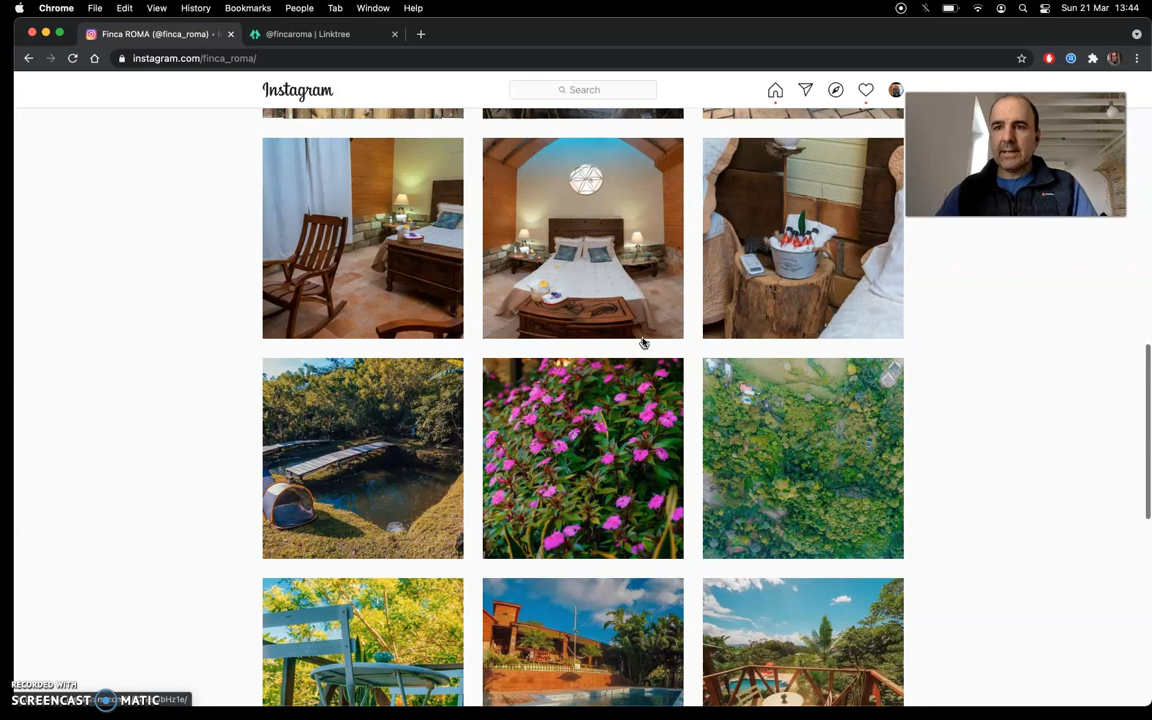 Chrome File Edit View History Bookmarks People Tab Window Help Sun 21 Mar 13:44
Finca ROMA (@finca_roma) • @fincaroma | Linktree
instagram.com/finca_roma/
Instagram Search
RECORDED WITH
SCREENCAST MATIC